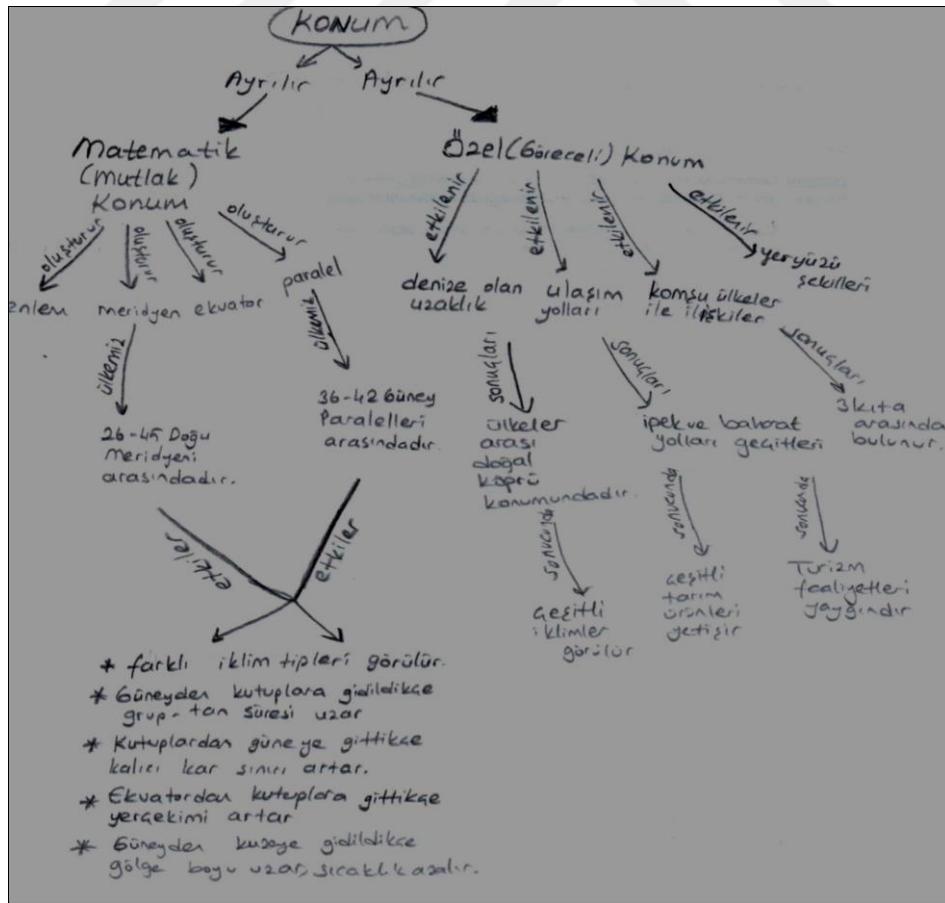 KONUM
Ayrılır
Ayrılır
Matematik
(Mutlak)
Konum
oluşturur
oluşturur
oluşturur
oluşturur
enlem
meridyen
ekvator
paralel
ülkemiz
ülkemiz
26-45 Doğu
meridyeni
arasındadır.
36-42 Güney
Paralelleri
arasındadır.
etkiler
etkiler
* farklı iklim tipleri görülür.
* Güneyden kutuplara gidildikçe
grup-tan süresi uzar
* Kutuplardan güneye gittikçe
kalıcı kar sınırı artar.
* Ekvatordan kutuplara gittikçe
yerçekimi artar
* Güneyden kuzeye gidildikçe
gölge boyu uzar, sıcaklık azalır.
Özel (Göreceli) Konum
etkilenir
etkilenir
etkilenir
etkilenir
denize olan
uzaklık
ulaşım
yolları
komşu ülkeler
ile ilişkiler
yeryüzü
şekilleri
sonuçları
sonuçları
sonuçları
ülkeler
arası
doğal
köprü
konumundadır.
ipek ve baharat
yolları geçitleri
3 kıta
arasında
bulunur.
sonucunda
sonucunda
sonucunda
çeşitli
iklimler
görülür
çeşitli
tarım
ürünleri
yetişir
Turizm
faaliyetleri
yaygındır